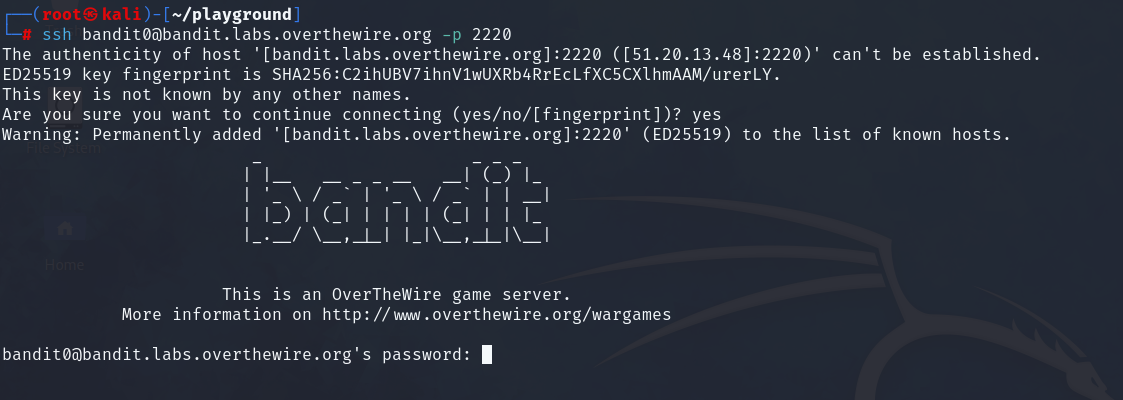 ┌──(root㉿kali)-[~/playground]
└─# ssh bandit0@bandit.labs.overthewire.org -p 2220
The authenticity of host '[bandit.labs.overthewire.org]:2220 ([51.20.13.48]:2220)' can't be established.
ED25519 key fingerprint is SHA256:C2ihUBV7ihnV1wUXRb4RrEcLfXC5CXlhmAAM/urerLY.
This key is not known by any other names.
Are you sure you want to continue connecting (yes/no/[fingerprint])? yes
Warning: Permanently added '[bandit.labs.overthewire.org]:2220' (ED25519) to the list of known hosts.
File System
bandit
Home
This is an OverTheWire game server.
More information on http://www.overthewire.org/wargames
bandit0@bandit.labs.overthewire.org's password: